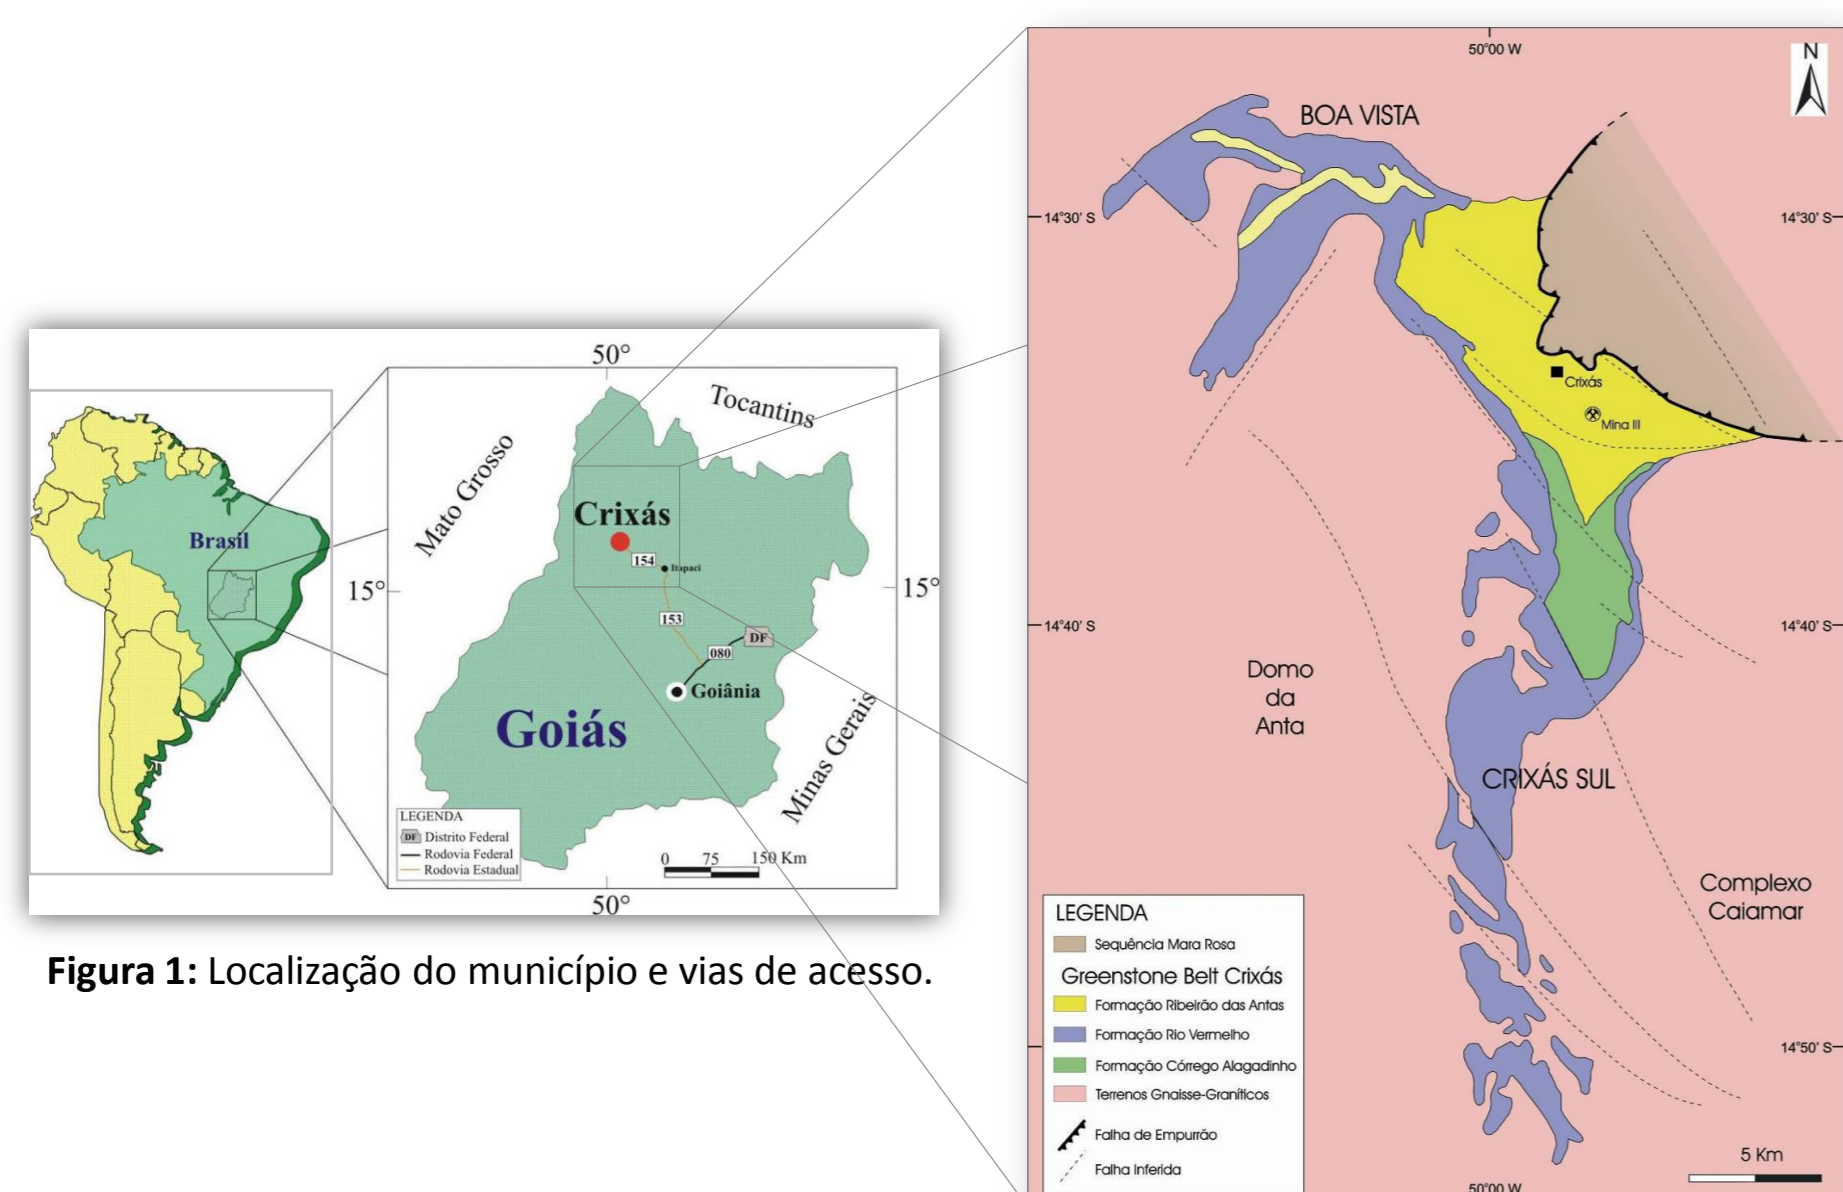 Brasil
50°
Tocantins
Mato Grosso
Crixás
154
Itapaci
15°
15°
153
DF
080
Goiânia
Goiás
Minas Gerais
LEGENDA
DF Distrito Federal
Rodovia Federal
Rodovia Estadual
0 75 150 Km
50°
Figura 1: Localização do município e vias de acesso.
50°00 W
N
BOA VISTA
14°30' S
14°30' S
Crixás
Mina III
14°40' S
14°40' S
Domo
da
Anta
CRIXÁS SUL
Complexo
Caiamar
14°50' S
LEGENDA
Sequência Mara Rosa
Greenstone Belt Crixás
Formação Ribeirão das Antas
Formação Rio Vermelho
Formação Córrego Alagadinho
Terrenos Gnaisse-Graníticos
Falha de Empurrão
Falha Inferida
5 Km
50°00 W